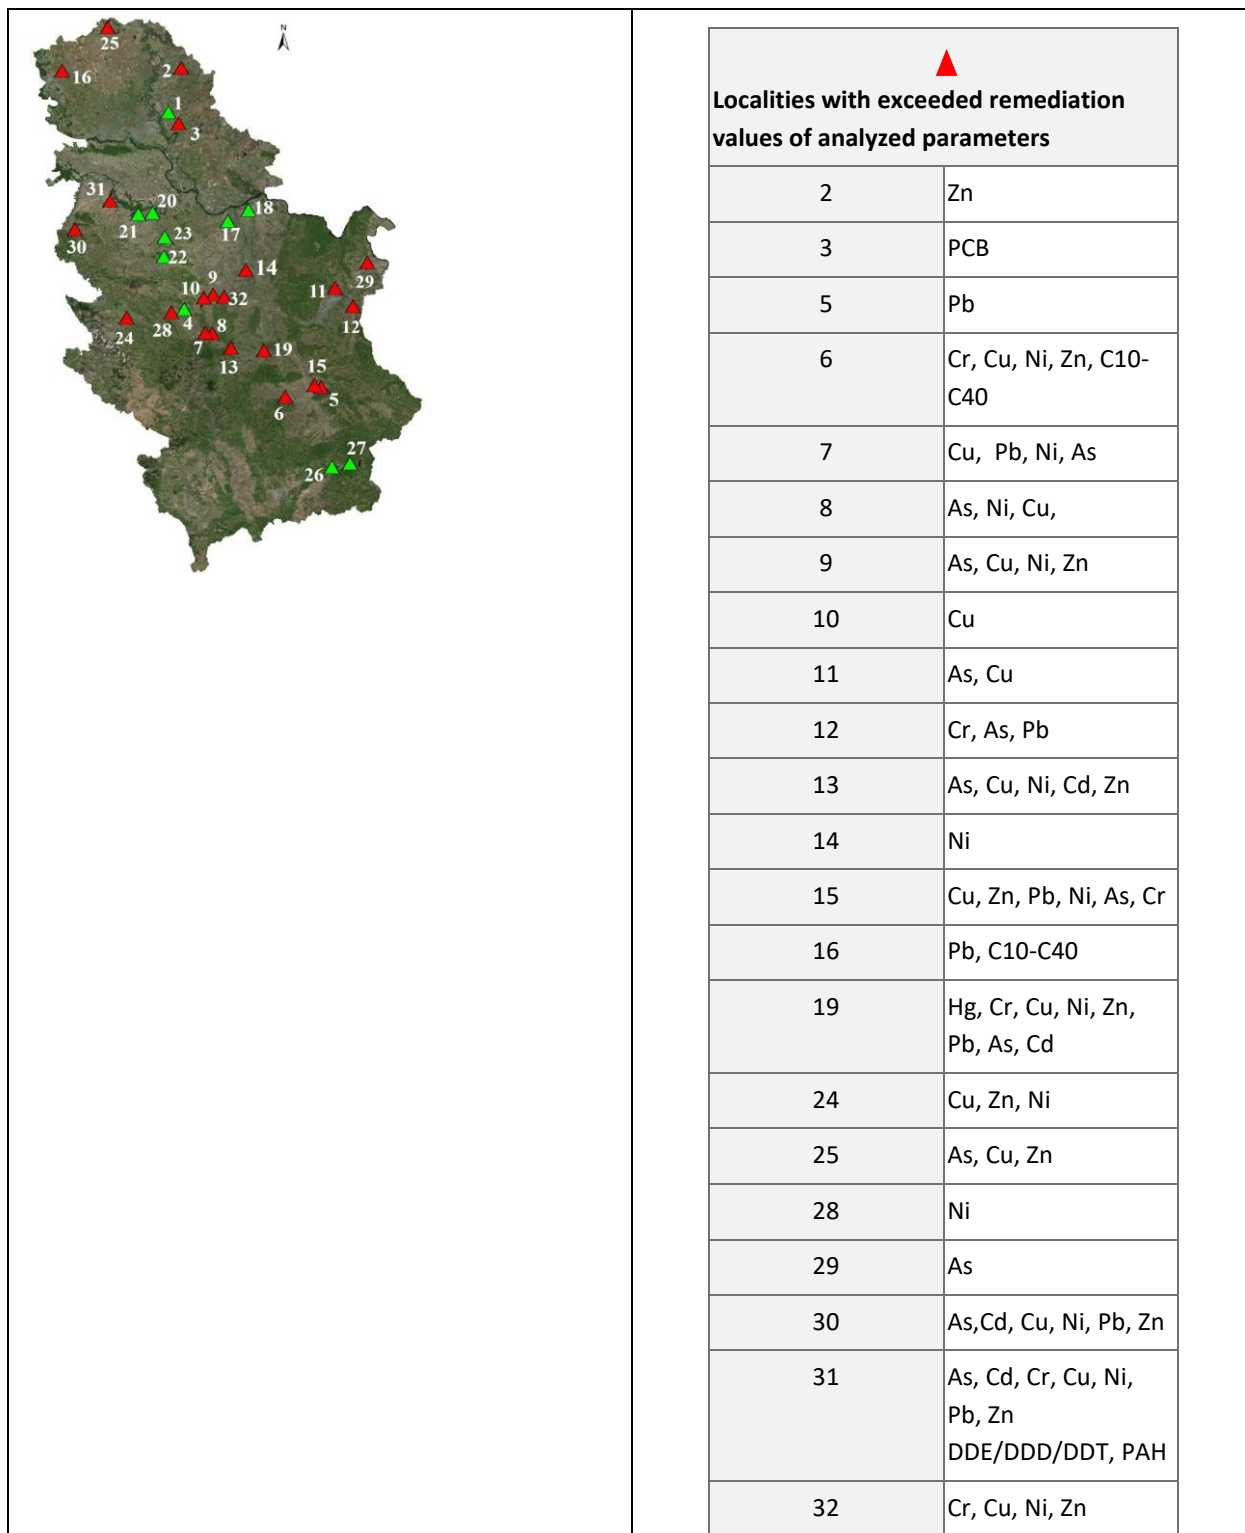 N
25
16
2
1
3
31
20
18
21
17
30
23
22
14
29
9
11
10
32
12
28
4
24
8
7
13
19
15
6
5
27
26
Localities with exceeded remediation
values of analyzed parameters
2 Zn
3 PCB
5 Pb
6 Cr, Cu, Ni, Zn, C10-
C40
7 Cu, Pb, Ni, As
8 As, Ni, Cu,
9 As, Cu, Ni, Zn
10 Cu
11 As, Cu
12 Cr, As, Pb
13 As, Cu, Ni, Cd, Zn
14 Ni
15 Cu, Zn, Pb, Ni, As, Cr
16 Pb, C10-C40
19 Hg, Cr, Cu, Ni, Zn,
Pb, As, Cd
24 Cu, Zn, Ni
25 As, Cu, Zn
28 Ni
29 As
30 As,Cd, Cu, Ni, Pb, Zn
31 As, Cd, Cr, Cu, Ni,
Pb, Zn
DDE/DDD/DDT, PAH
32 Cr, Cu, Ni, Zn